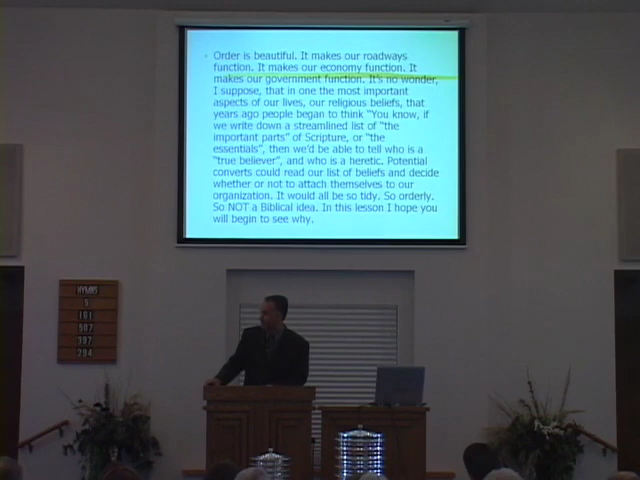 Order is beautiful. It makes our roadways
function. It makes our economy function. It
makes our government function. It's no wonder,
I suppose, that in one the most important
aspects of our lives, our religious beliefs, that
years ago people began to think "You know, if
we write down a streamlined list of "the
important parts" of Scripture, or "the
essentials", then we'd be able to tell who is a
"true believer", and who is a heretic. Potential
converts could read our list of beliefs and decide
whether or not to attach themselves to our
organization. It would all be so tidy. So orderly.
So NOT a Biblical idea. In this lesson I hope you
will begin to see why.
HYMNS
5
161
507
397
294